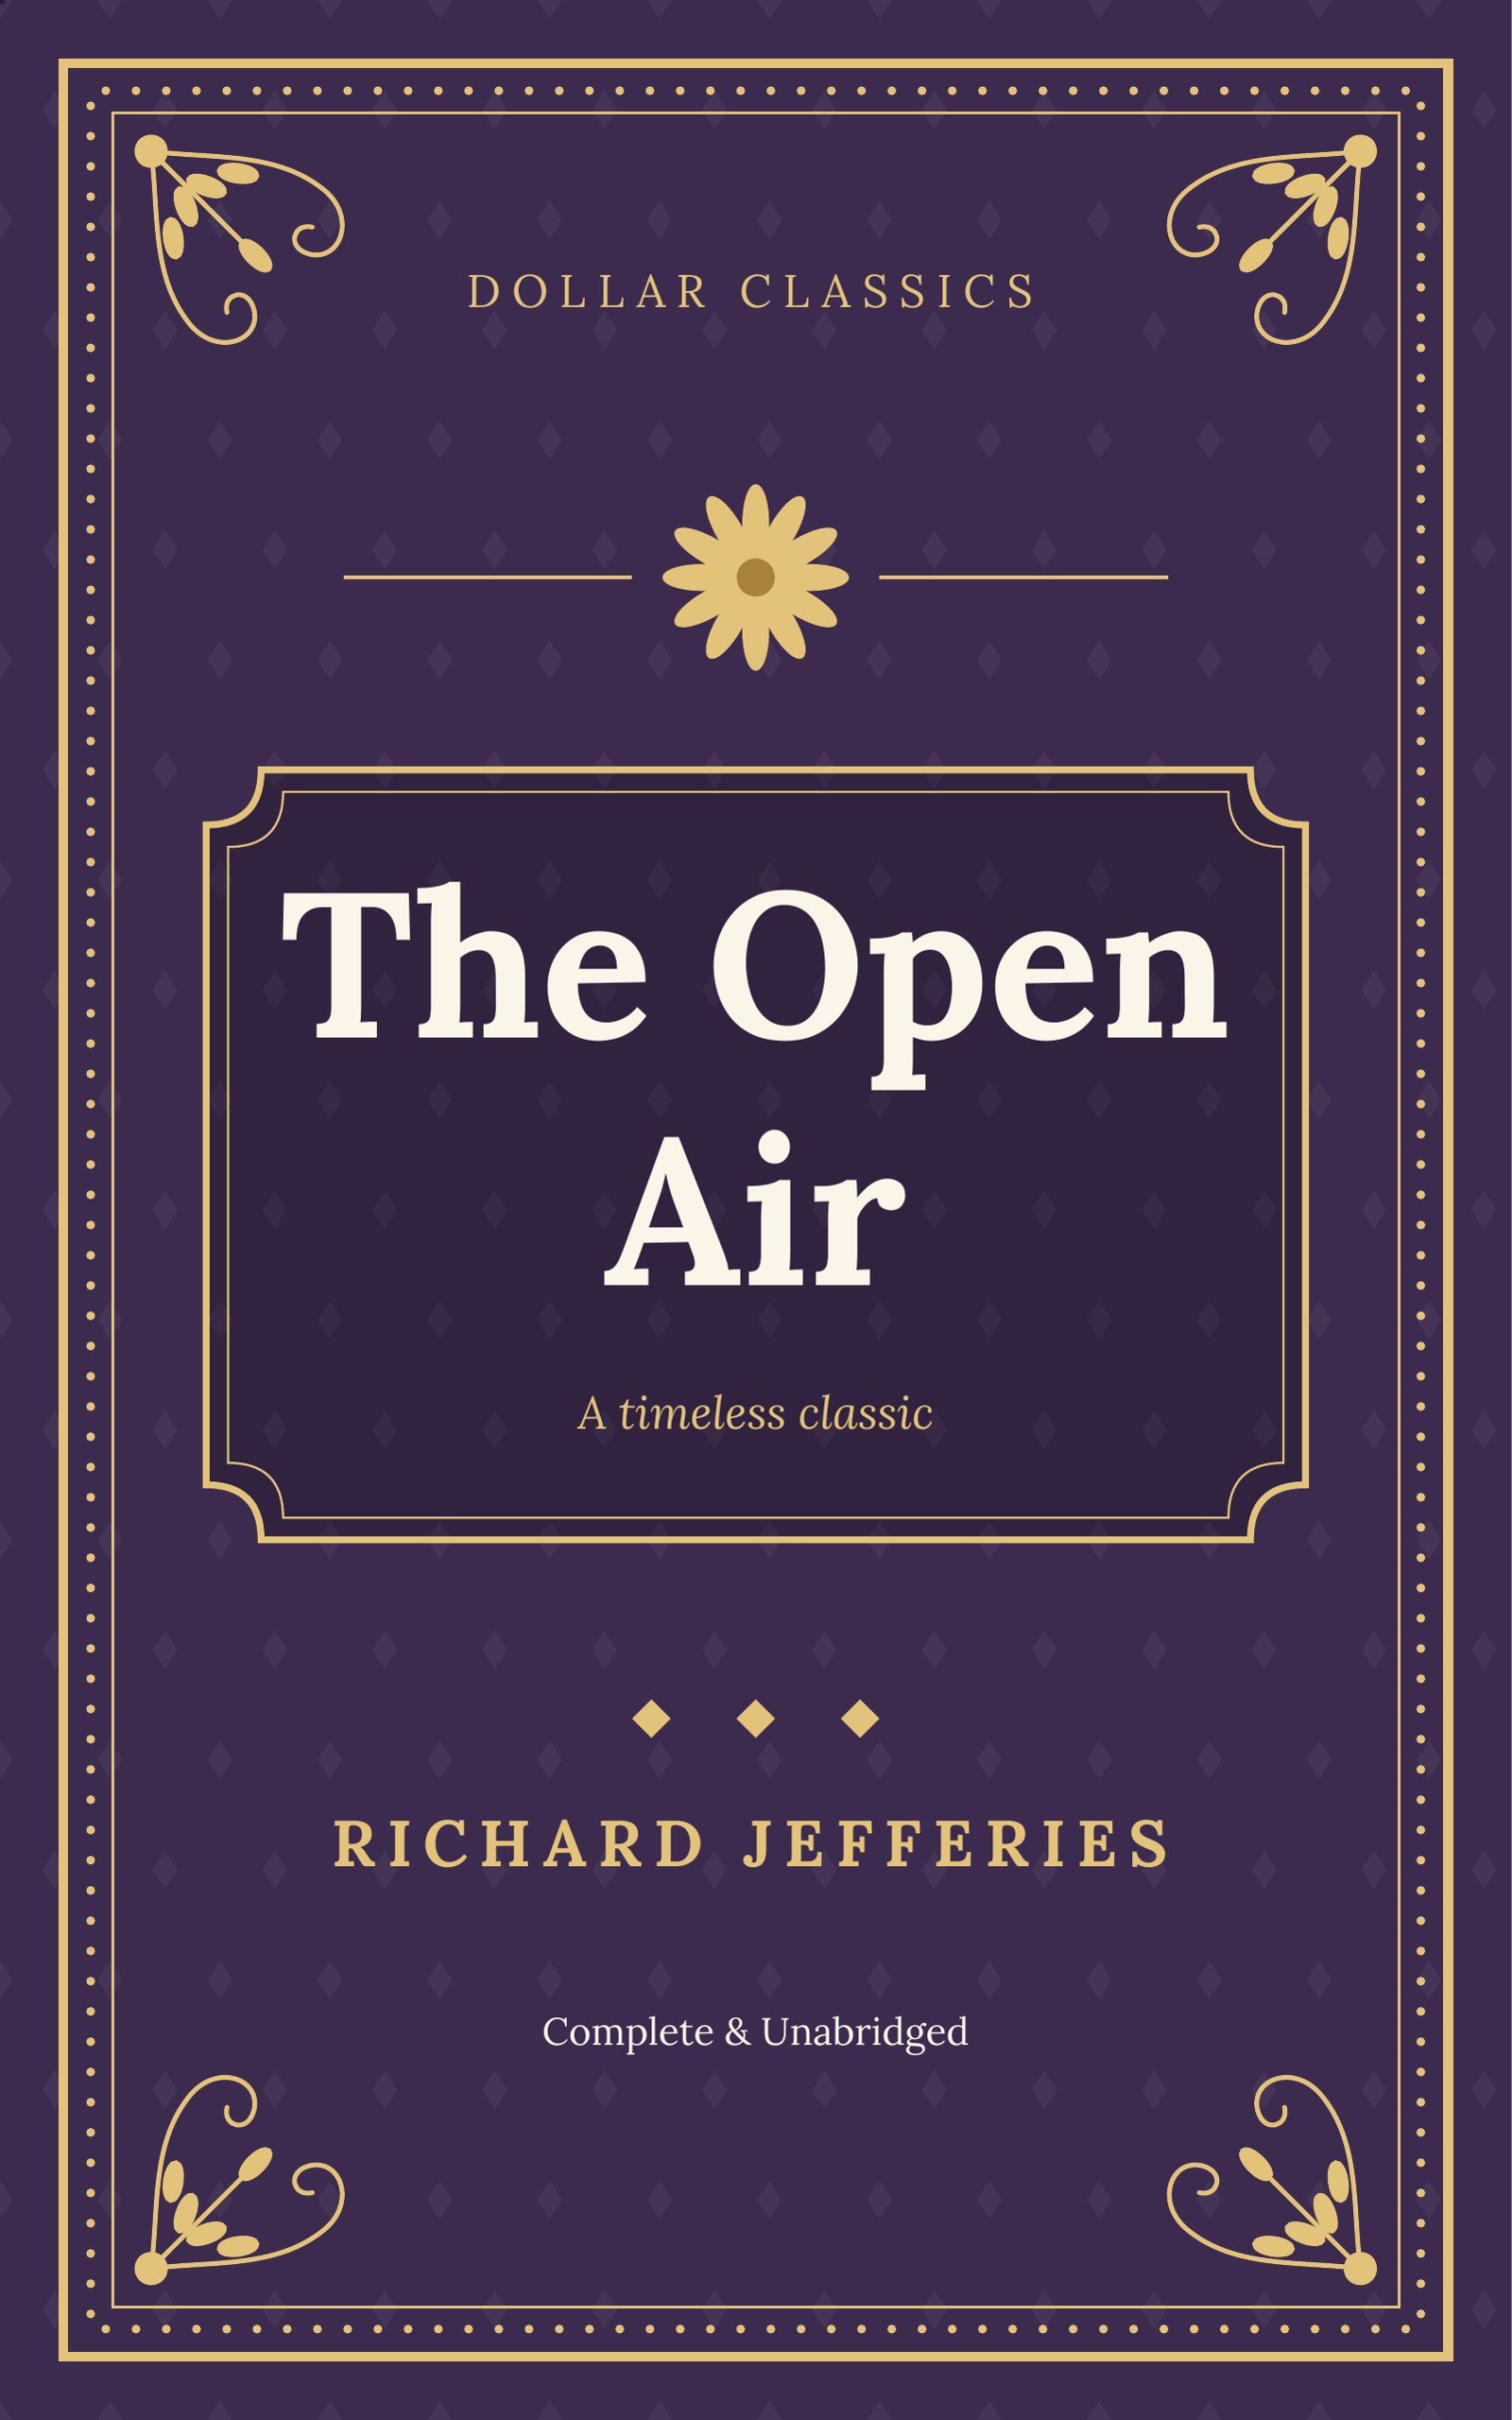 DOLLAR CLASSICS
The Open
Air
A timeless classic
RICHARD JEFFERIES
Complete & Unabridged